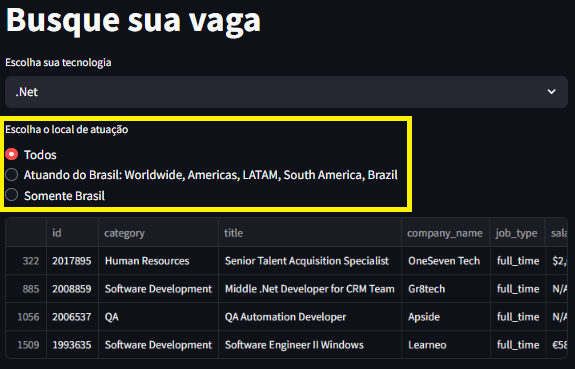 Busque sua vaga
Escolha sua tecnologia
.Net
Escolha o local de atuação
Todos
Atuando do Brasil: Worldwide, Americas, LATAM, South America, Brazil
Somente Brasil
id category title company_name job_type sala
322 2017895 Human Resources Senior Talent Acquisition Specialist OneSeven Tech full_time $2,
885 2008859 Software Development Middle .Net Developer for CRM Team Gr8tech full_time N/A
1056 2006537 QA QA Automation Developer Apside full_time N/A
1509 1993635 Software Development Software Engineer II Windows Learneo full_time €58